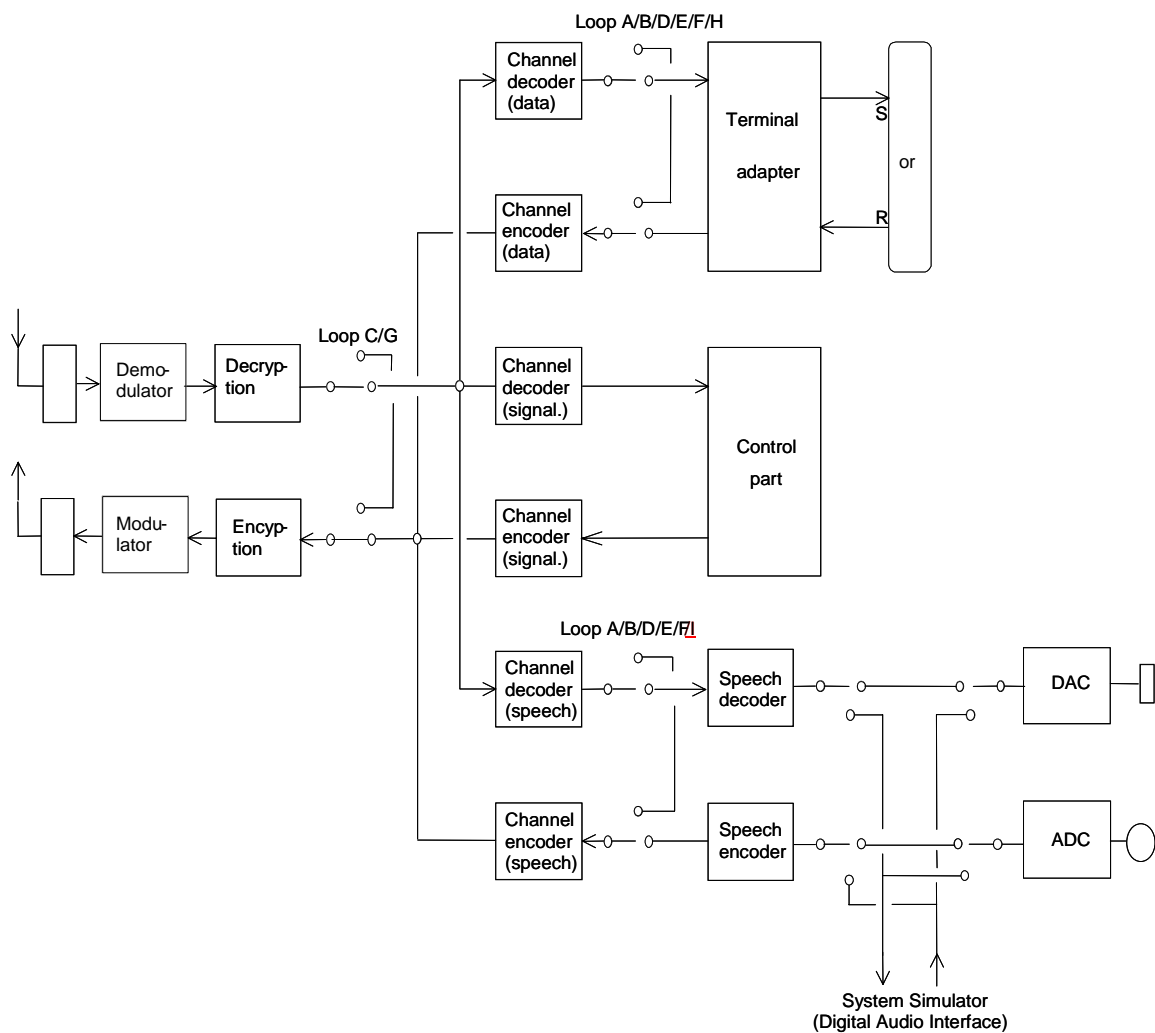 Loop A/B/D/E/F/H
Channel
decoder
(data)
Terminal
adapter
S
or
R
Channel
encoder
(data)
Loop C/G
Demo-
dulator
Decryp-
tion
Channel
decoder
(signal.)
Control
part
Modu-
lator
Encyp-
tion
Channel
encoder
(signal.)
Loop A/B/D/E/F/I
Channel
decoder
(speech)
Speech
decoder
DAC
Channel
encoder
(speech)
Speech
encoder
ADC
System Simulator
(Digital Audio Interface)